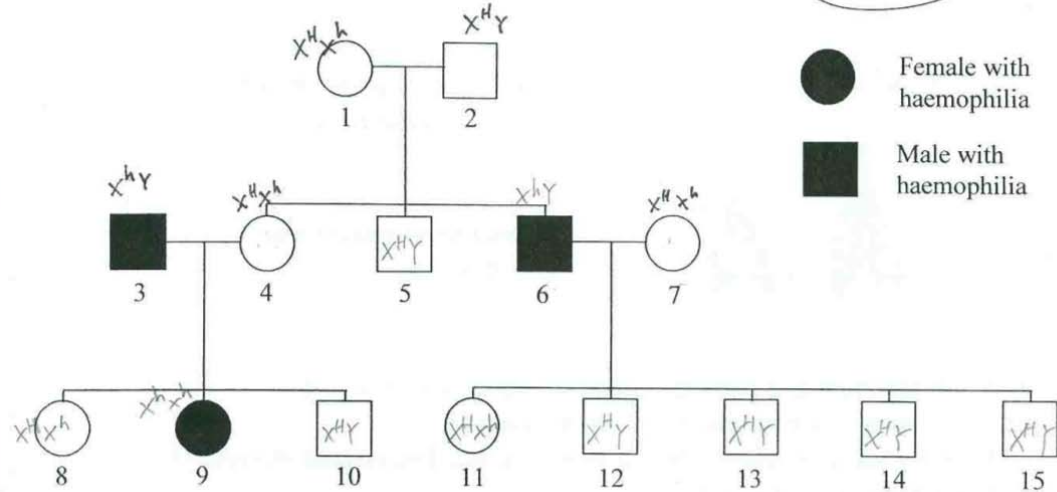 X^H X^h X^H Y
1 2
Female with
haemophilia
Male with
haemophilia
X^h Y X^H X^h X^H Y X^h Y X^H X^h
3 4 5 6 7
X^H X^h X^h X^h X^H Y X^H X^h X^H Y X^H Y X^H Y X^H Y
8 9 10 11 12 13 14 15